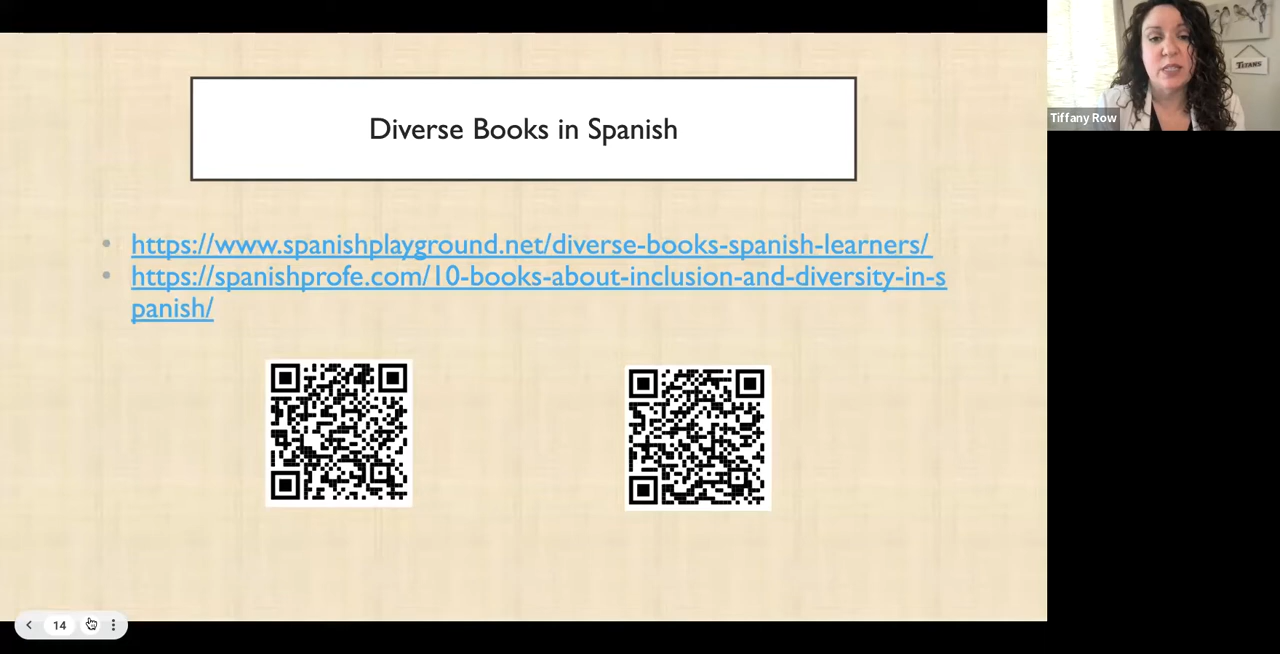 Diverse Books in Spanish
https://www.spanishplayground.net/diverse-books-spanish-learners/
https://spanishprofe.com/10-books-about-inclusion-and-diversity-in-s
panish/
TITANS
Tiffany Row
14